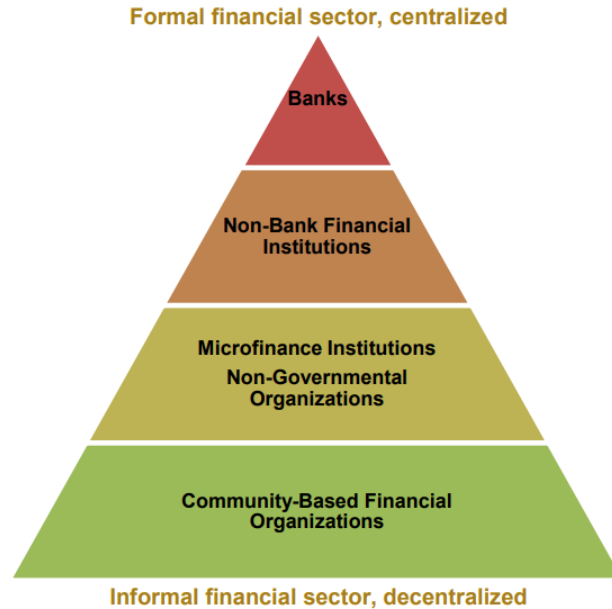 Formal financial sector, centralized
Banks
Non-Bank Financial
Institutions
Microfinance Institutions
Non-Governmental
Organizations
Community-Based Financial
Organizations
Informal financial sector, decentralized